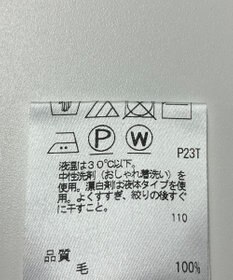 P W
P23T
液温は30℃以下。
中性洗剤(おしゃれ着洗い)を
使用。漂白剤は液体タイプを使
用。よくすすぎ、絞りの後すぐ
に干すこと。
110
品質
毛 100%